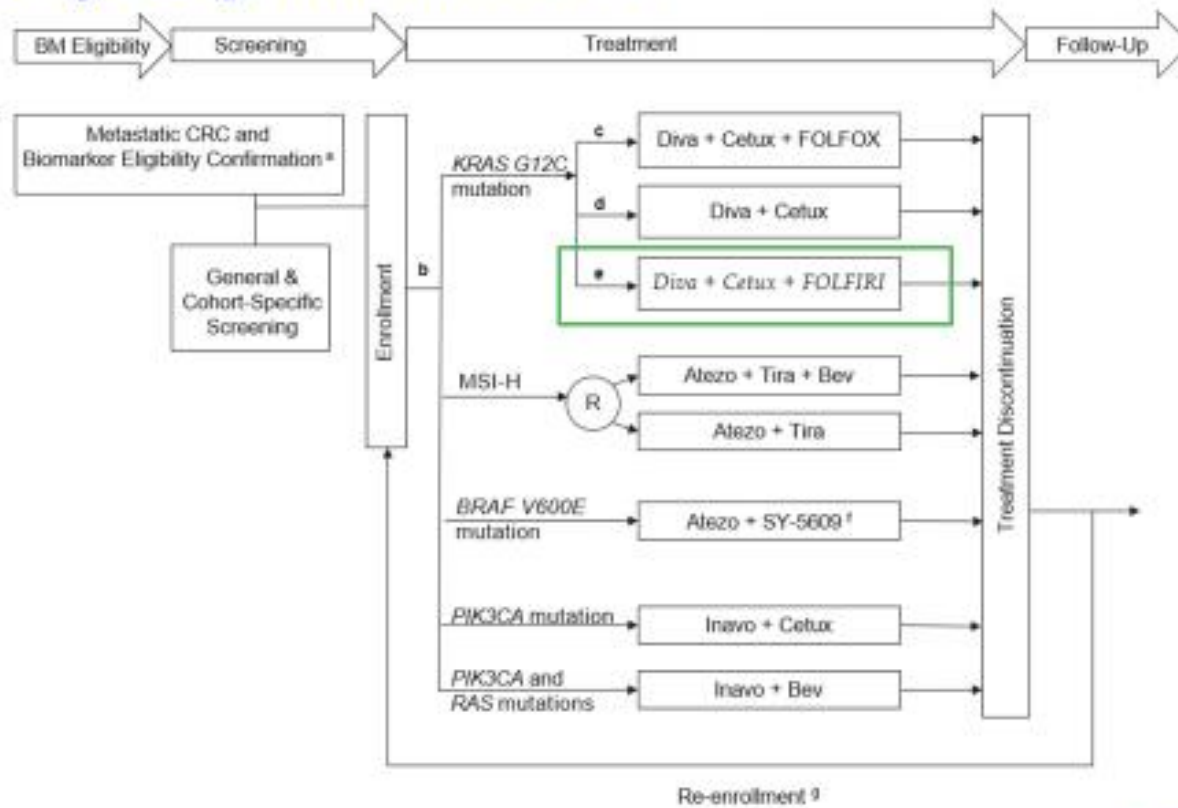 BM Eligibility
Screening
Treatment
Follow-Up
Metastatic CRC and
Biomarker Eligibility Confirmation a
General &
Cohort-Specific
Screening
Enrollment
b
KRAS G12C
mutation
c
Diva + Cetux + FOLFOX
d
Diva + Cetux
e
Diva + Cetux + FOLFIRI
MSI-H
R
Atezo + Tira + Bev
Atezo + Tira
BRAF V600E
mutation
Atezo + SY-5609 f
PIK3CA mutation
Inavo + Cetux
PIK3CA and
RAS mutations
Inavo + Bev
Treatment Discontinuation
Re-enrollment g